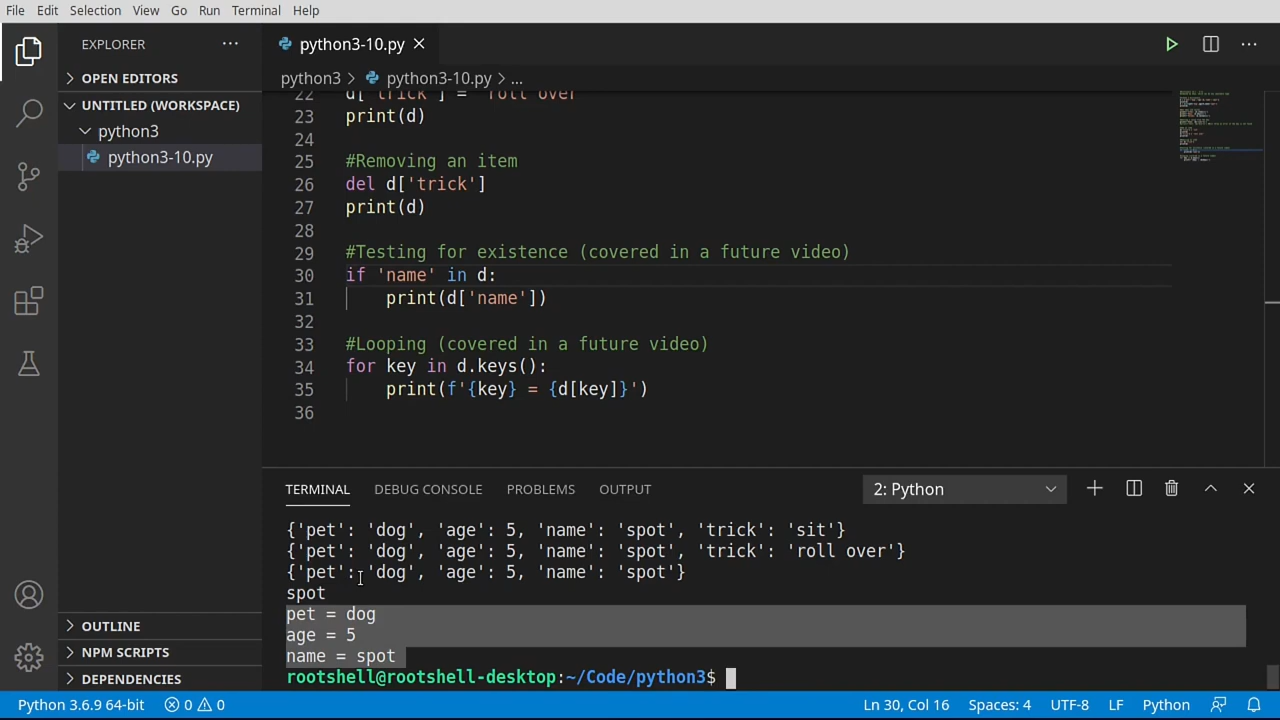 File Edit Selection View Go Run Terminal Help
EXPLORER
python3-10.py
OPEN EDITORS
UNTITLED (WORKSPACE)
python3
python3-10.py
python3 > python3-10.py > ...
22 d['trick'] = 'roll over'
23 print(d)
24
25 #Removing an item
26 del d['trick']
27 print(d)
28
29 #Testing for existence (covered in a future video)
30 if 'name' in d:
31 print(d['name'])
32
33 #Looping (covered in a future video)
34 for key in d.keys():
35 print(f'{key} = {d[key]}')
36
TERMINAL DEBUG CONSOLE PROBLEMS OUTPUT 2: Python
{'pet': 'dog', 'age': 5, 'name': 'spot', 'trick': 'sit'}
{'pet': 'dog', 'age': 5, 'name': 'spot', 'trick': 'roll over'}
{'pet': 'dog', 'age': 5, 'name': 'spot'}
spot
pet = dog
age = 5
name = spot
rootshell@rootshell-desktop:~/Code/python3$
OUTLINE
NPM SCRIPTS
DEPENDENCIES
Python 3.6.9 64-bit 0 0 Ln 30, Col 16 Spaces: 4 UTF-8 LF Python